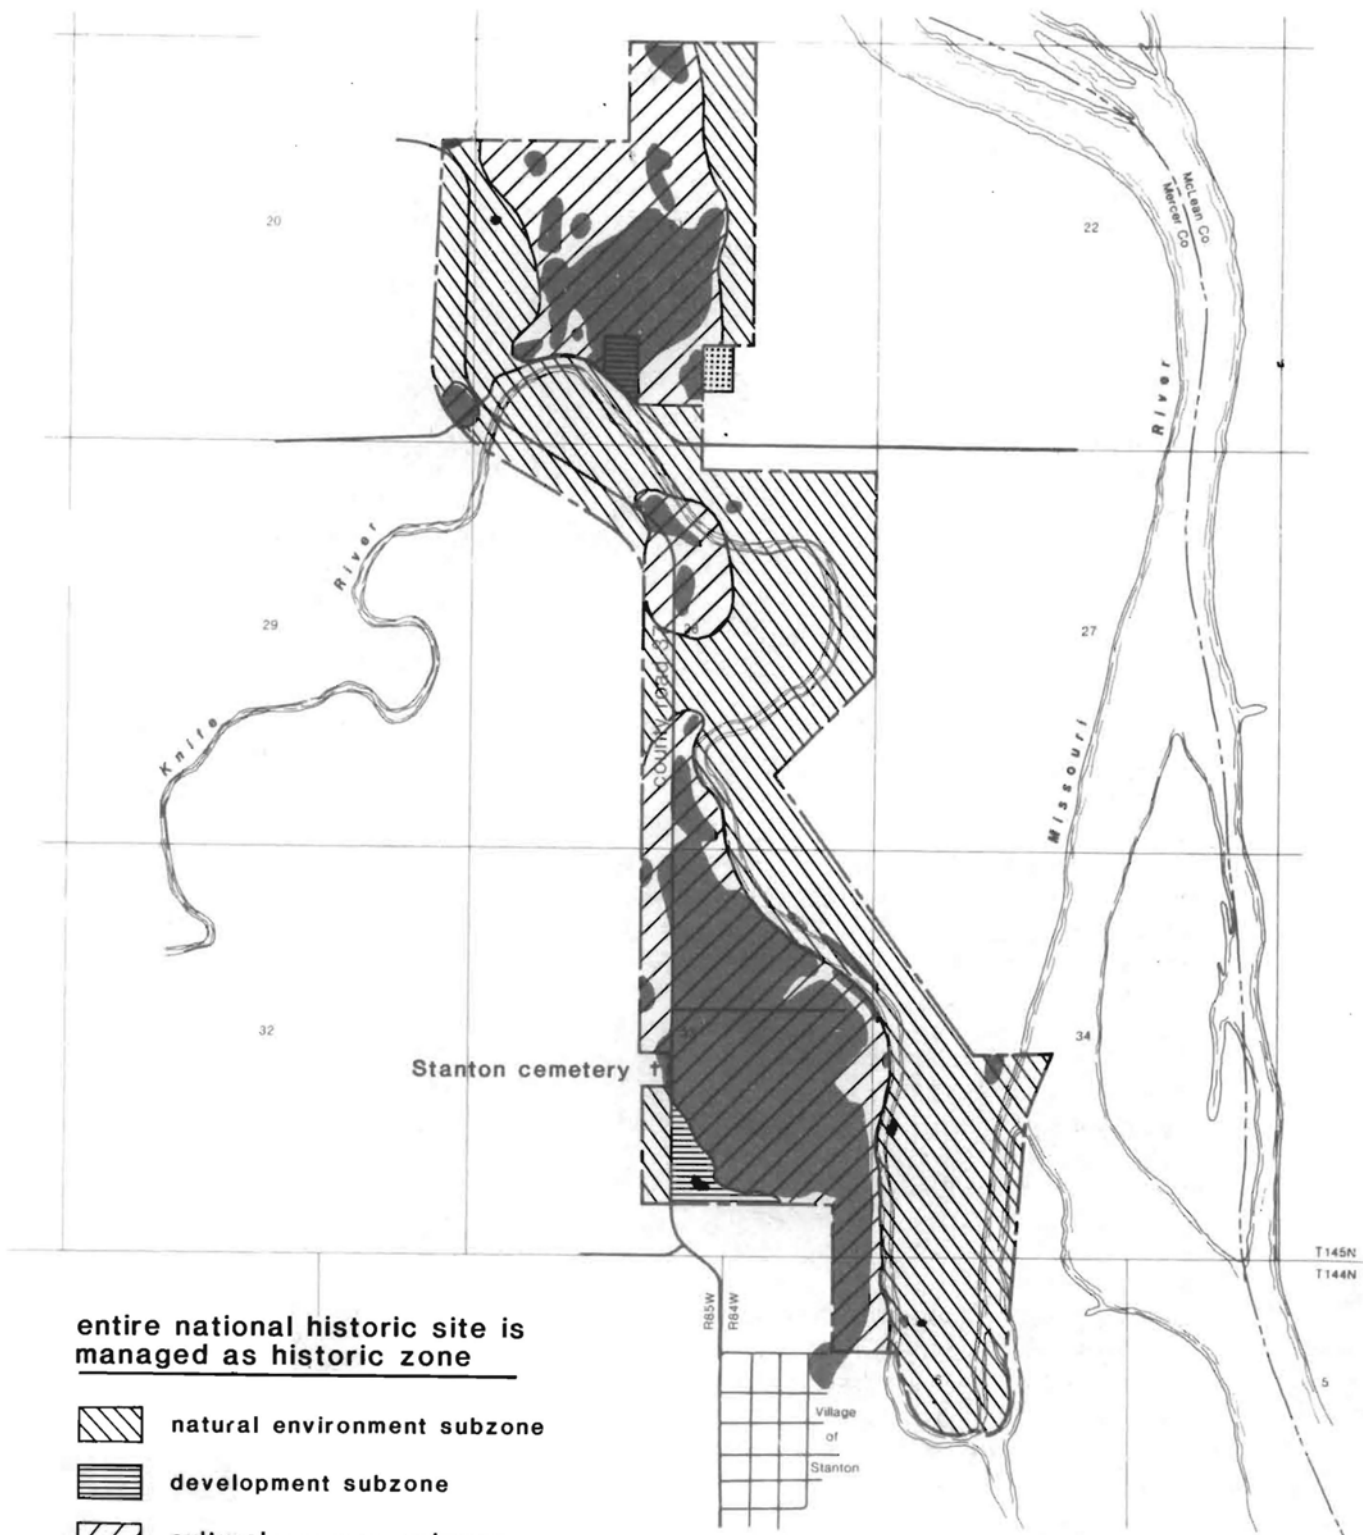 20
22
McLean Co
Mercer Co
River
River
29
28
27
county road 37
Knife
Missouri
32
34
Stanton cemetery †
T145N
T144N
R85W
R84W
entire national historic site is
managed as historic zone
6
5
Village
of
Stanton
natural environment subzone
development subzone